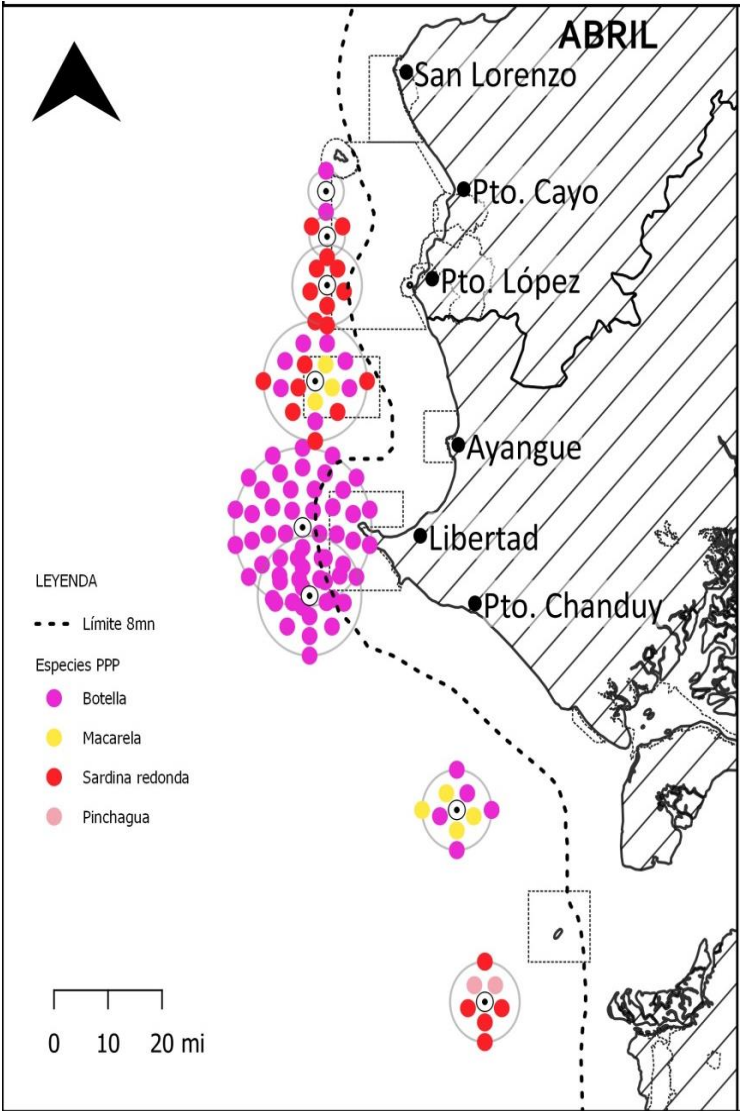 ABRIL
San Lorenzo
Pto. Cayo
Pto. López
Ayangue
Libertad
Pto. Chanduy
LEYENDA
Límite 8mn
Especies PPP
Botella
Macarela
Sardina redonda
Pinchagua
0 10 20 mi